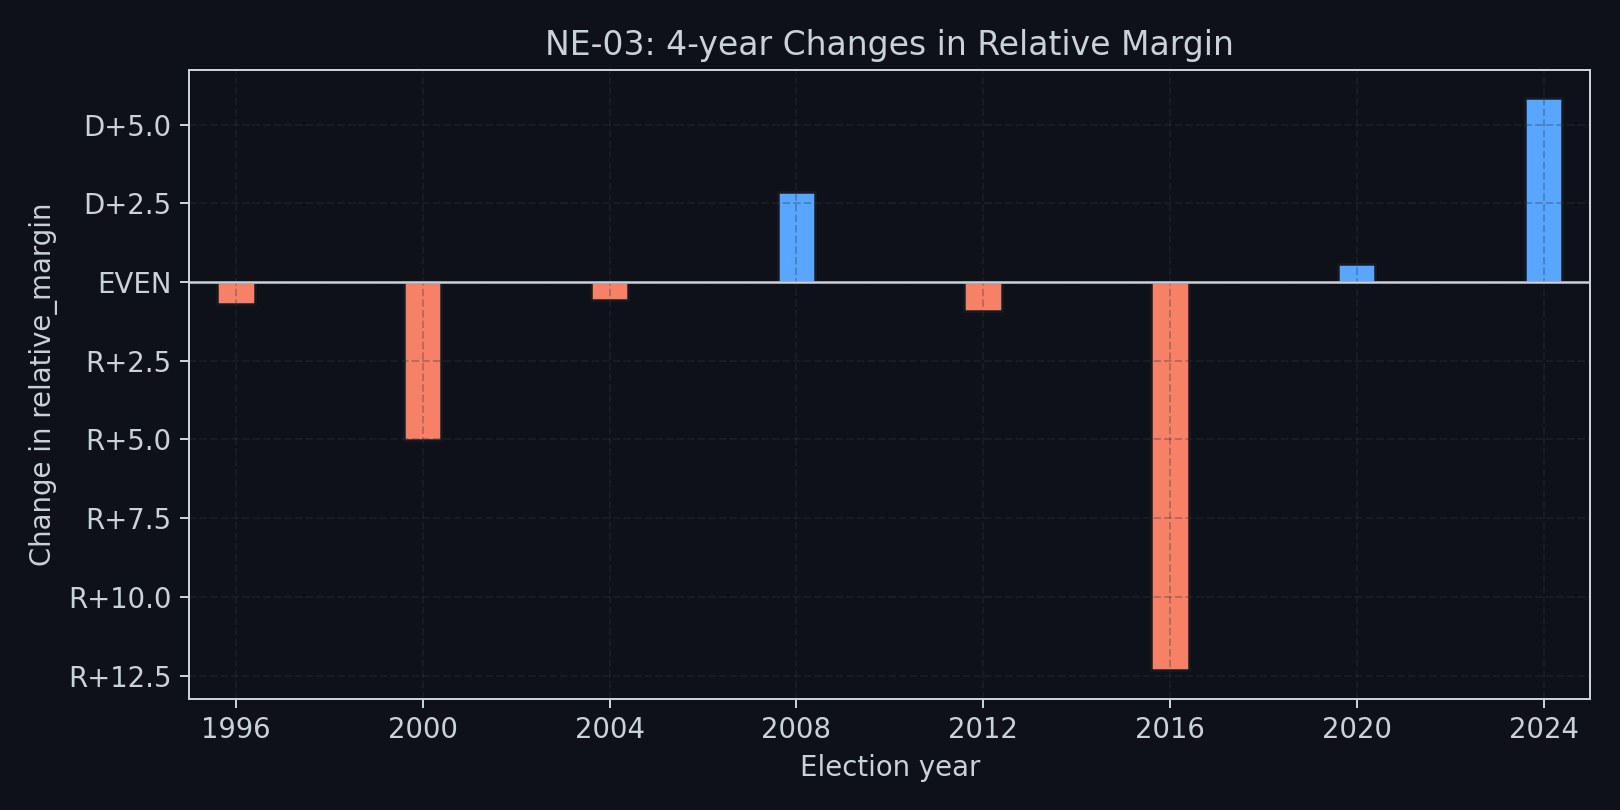 NE-03: 4-year Changes in Relative Margin
Change in relative_margin
D+5.0
D+2.5
EVEN
R+2.5
R+5.0
R+7.5
R+10.0
R+12.5
1996 2000 2004 2008 2012 2016 2020 2024
Election year